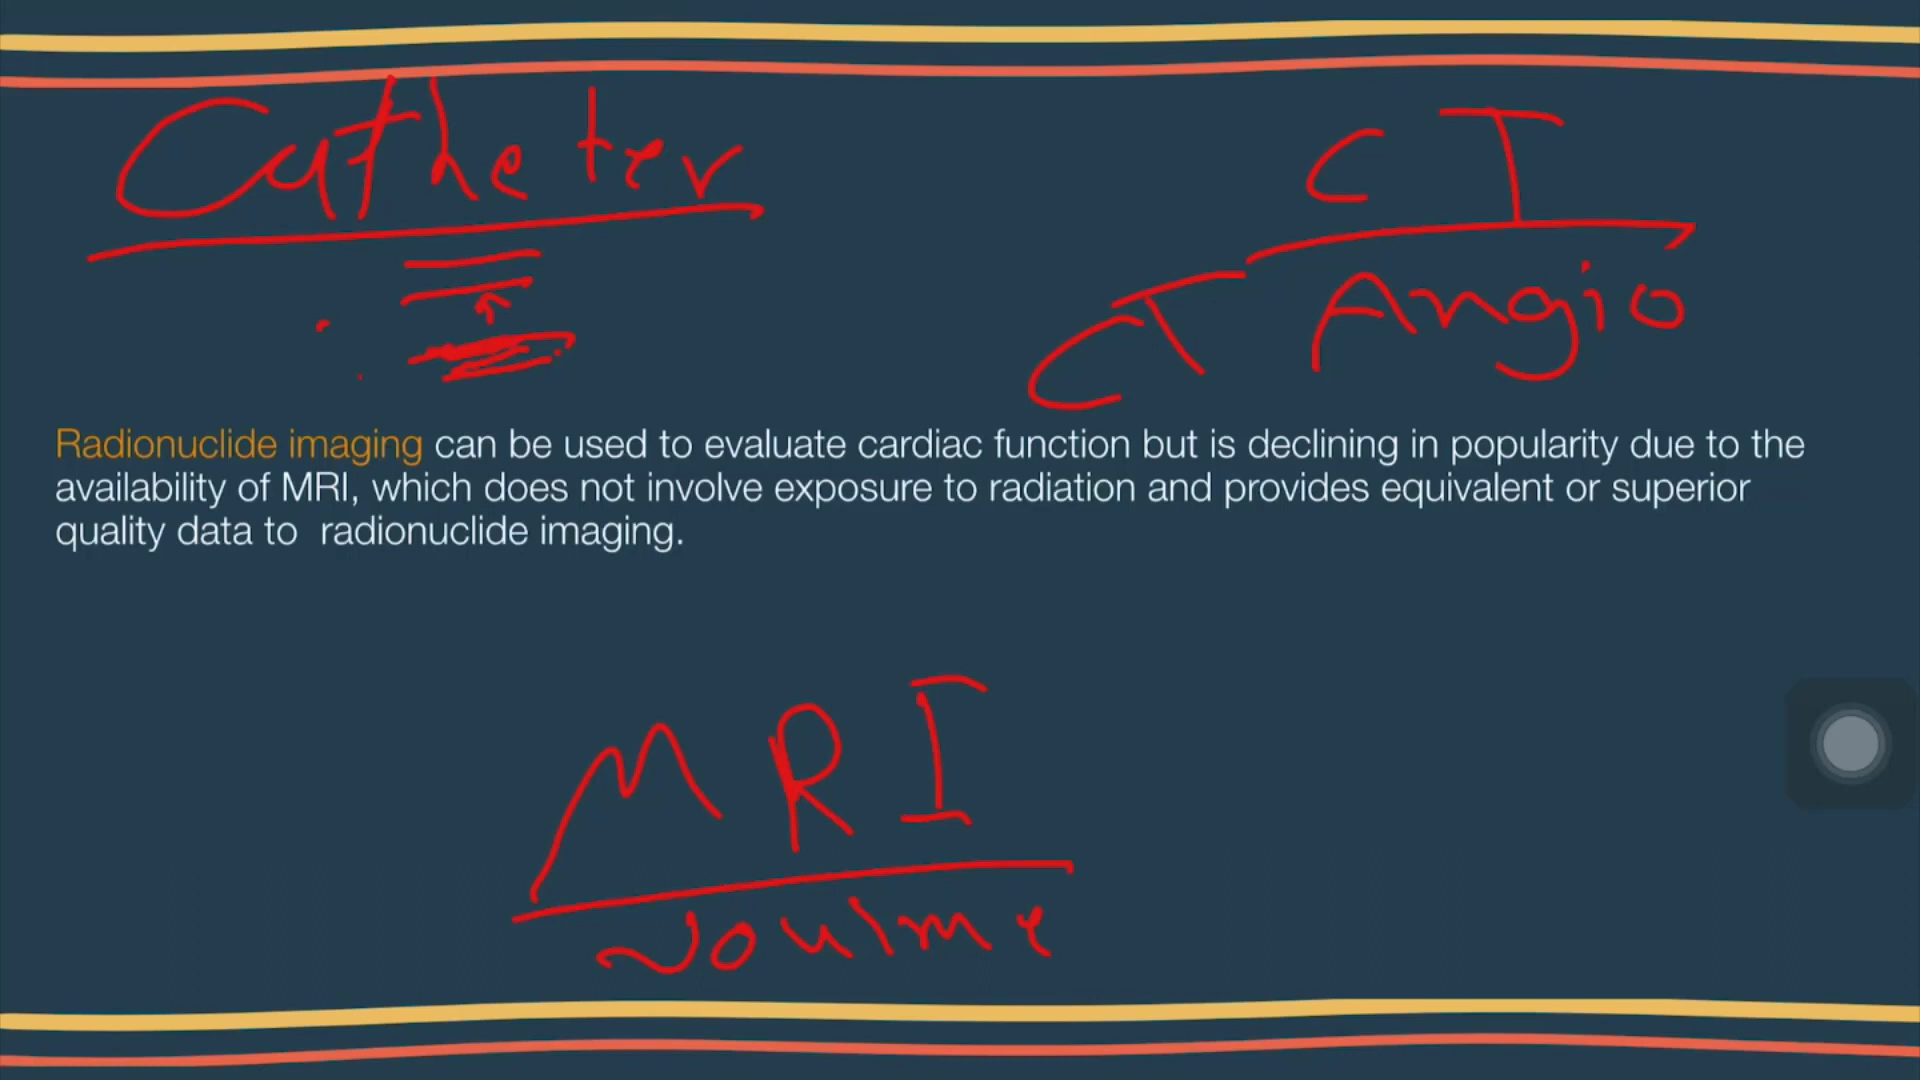 Catheter
CT
CT Angio
Radionuclide imaging can be used to evaluate cardiac function but is declining in popularity due to the
availability of MRI, which does not involve exposure to radiation and provides equivalent or superior
quality data to  radionuclide imaging.
MRI
Voulme